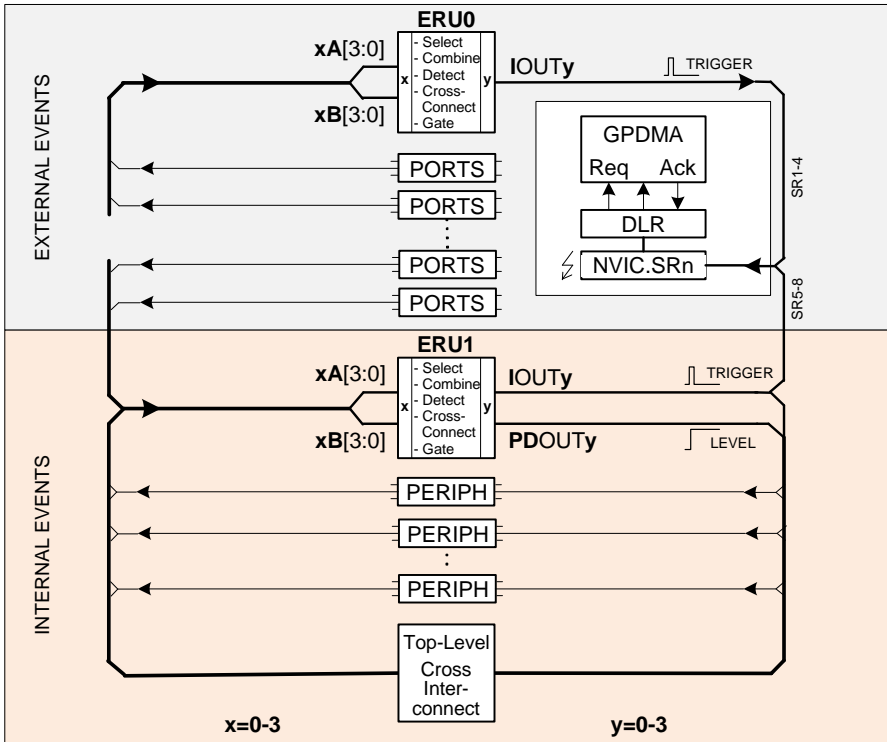 EXTERNAL EVENTS
ERU0
xA[3:0]
xB[3:0]
x
- Select
- Combine
- Detect
- Cross-
Connect
- Gate
y
IOUTy
TRIGGER
PORTS
PORTS
PORTS
PORTS
GPDMA
Req Ack
DLR
NVIC.SRn
SR1-4
SR5-8
INTERNAL EVENTS
ERU1
xA[3:0]
xB[3:0]
x
- Select
- Combine
- Detect
- Cross-
Connect
- Gate
y
IOUTy
TRIGGER
PDOUTy
LEVEL
PERIPH
PERIPH
PERIPH
Top-Level
Cross
Inter-
connect
x=0-3
y=0-3